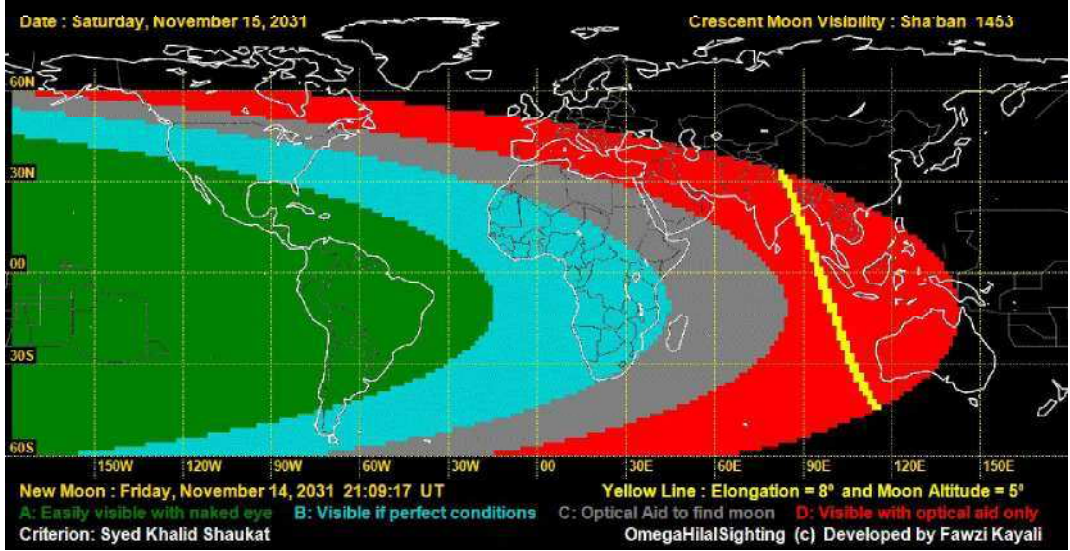 Date : Saturday, November 15, 2031
Crescent Moon Visibility : Sha'ban 1453
60N
30N
00
30S
60S
150W 120W 90W 60W 30W 00 30E 60E 90E 120E 150E
New Moon : Friday, November 14, 2031 21:09:17 UT
Yellow Line : Elongation = 8º and Moon Altitude = 5º
A: Easily visible with naked eye B: Visible if perfect conditions C: Optical Aid to find moon D: Visible with optical aid only
Criterion: Syed Khalid Shaukat
OmegaHilalSighting (c) Developed by Fawzi Kayali